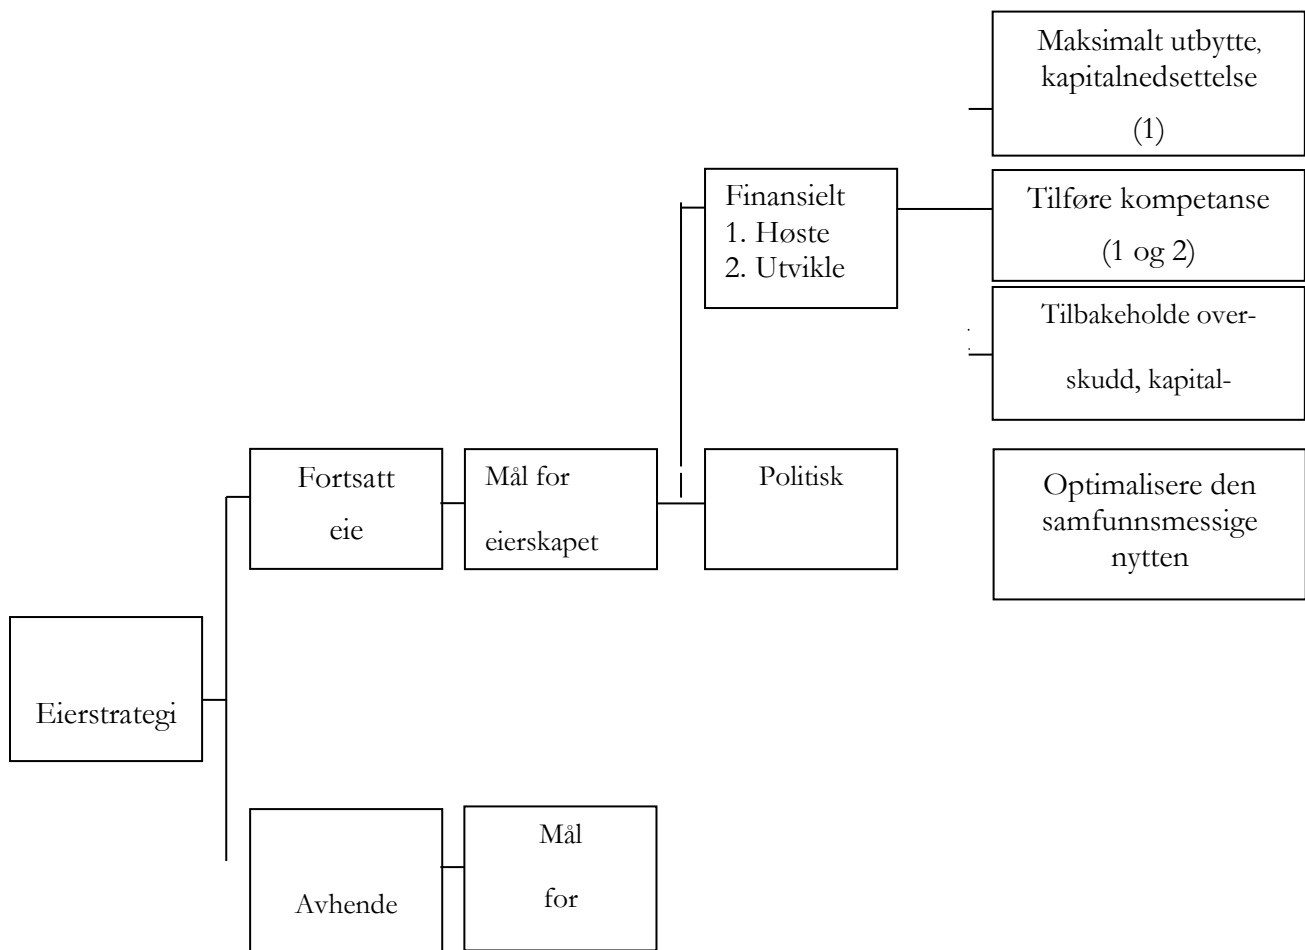 Maksimalt utbytte,
kapitalnedsettelse
(1)
Finansielt
1. Høste
2. Utvikle
Tilføre kompetanse
(1 og 2)
Tilbakeholde over-
skudd, kapital-
Fortsatt
eie
Mål for
eierskapet
Politisk
Optimalisere den
samfunnsmessige
nytten
Eierstrategi
Avhende
Mål
for